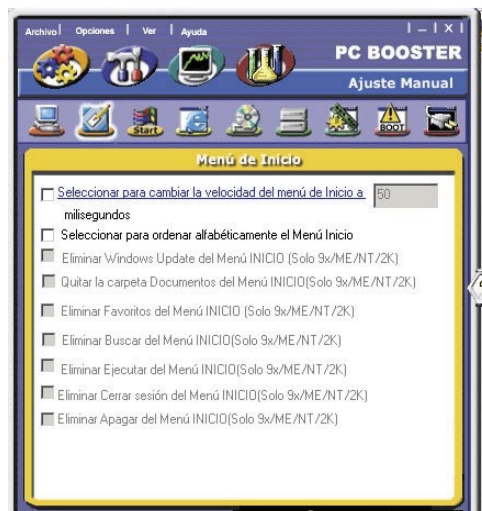 Archivo | Opciones | Ver | Ayuda
PC BOOSTER
Ajuste Manual
Start
BOOT
Menú de Inicio
Seleccionar para cambiar la velocidad del menú de Inicio a 50
milisegundos
Seleccionar para ordenar alfabéticamente el Menú Inicio
Eliminar Windows Update del Menú INICIO (Solo 9x/ME/NT/2K)
Quitar la carpeta Documentos del Menú INICIO(Solo 9x/ME/NT/2K)
Eliminar Favoritos del Menú INICIO (Solo 9x/ME/NT/2K)
Eliminar Buscar del Menú INICIO(Solo 9x/ME/NT/2K)
Eliminar Ejecutar del Menú INICIO(Solo 9x/ME/NT/2K)
Eliminar Cerrar sesión del Menú INICIO(Solo 9x/ME/NT/2K)
Eliminar Apagar del Menú INICIO(Solo 9x/ME/NT/2K)